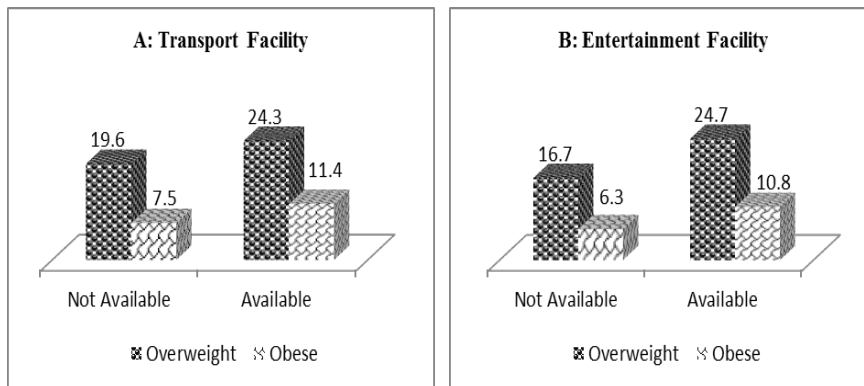 A: Transport Facility
19.6
7.5
24.3
11.4
Not Available
Available
Overweight
Obese
B: Entertainment Facility
16.7
6.3
24.7
10.8
Not Available
Available
Overweight
Obese